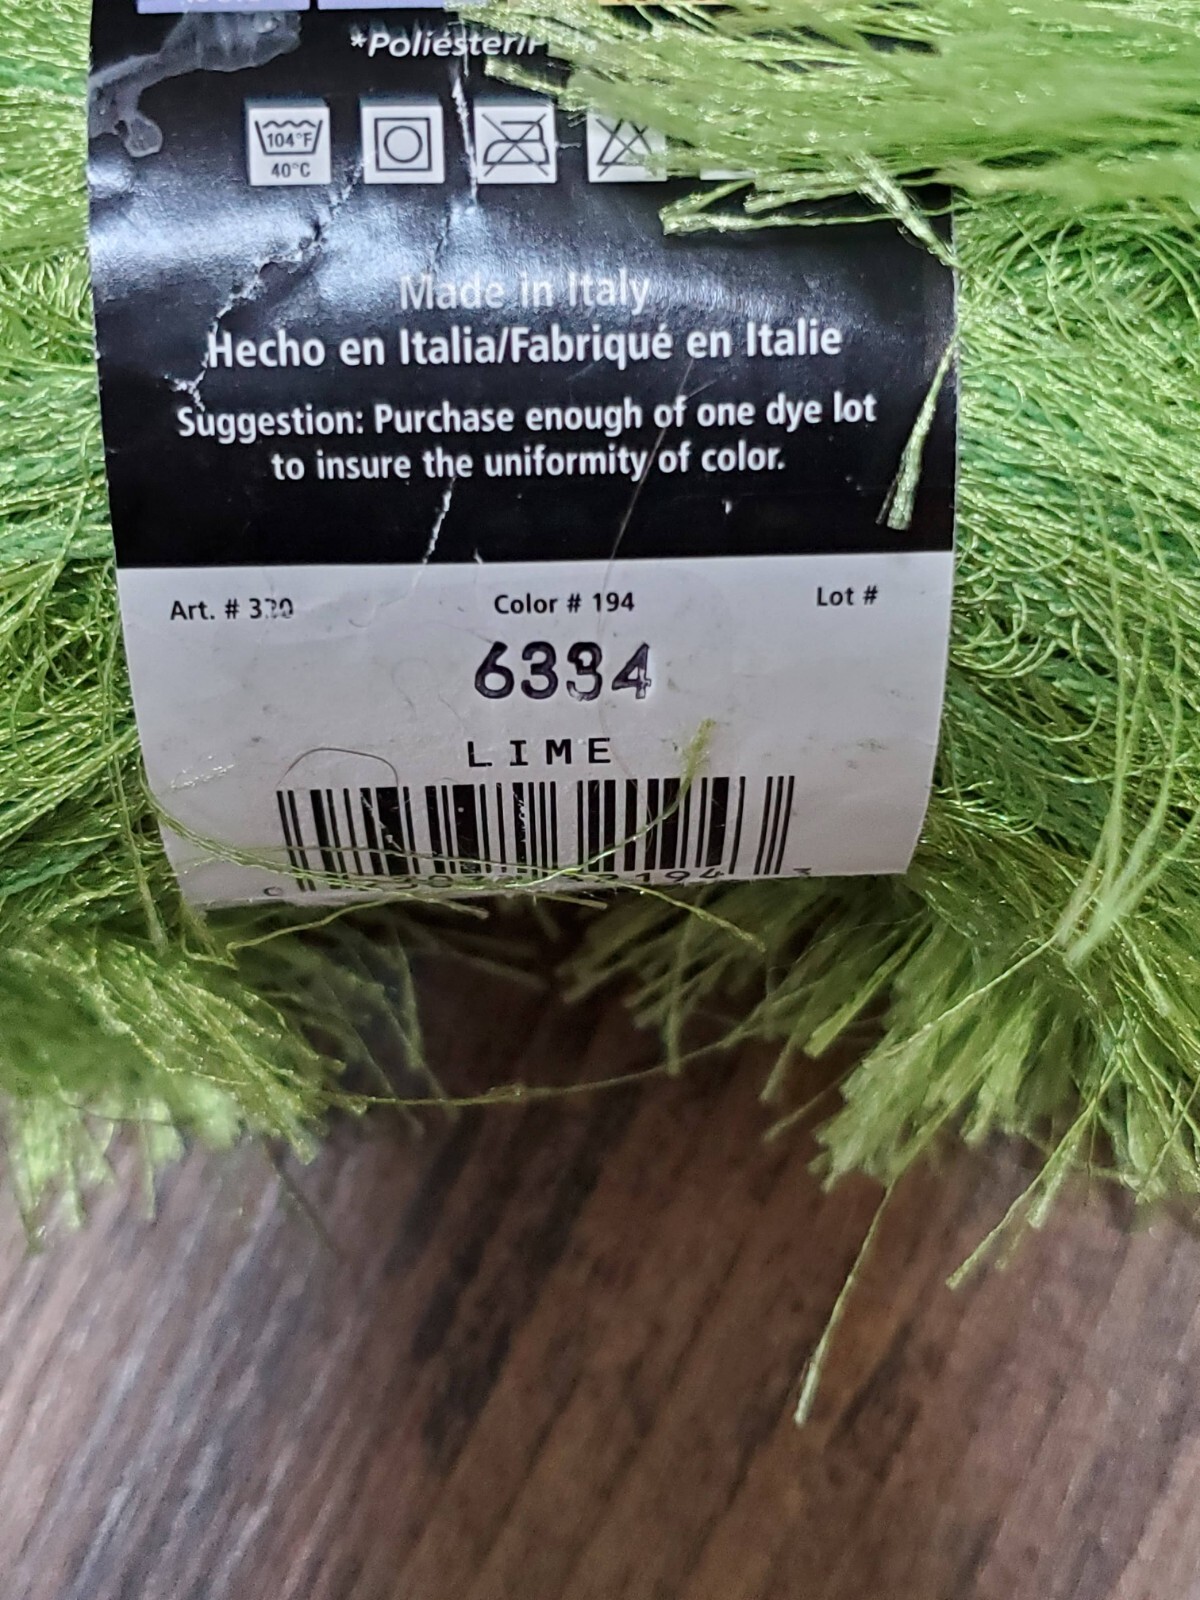 *Poliéster/P
104°F
40°C
Made in Italy
Hecho en Italia/Fabriqué en Italie
Suggestion: Purchase enough of one dye lot
to insure the uniformity of color.
Art. # 320 Color # 194 Lot #
6334
LIME